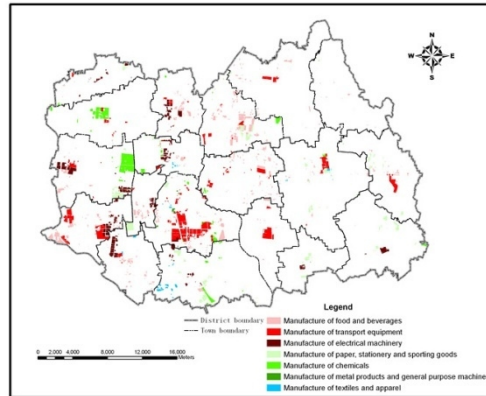 N
W E
S
Legend
District boundary
Town boundary
Manufacture of food and beverages
Manufacture of transport equipment
Manufacture of electrical machinery
Manufacture of paper, stationery and sporting goods
Manufacture of chemicals
Manufacture of metal products and general purpose machine
Manufacture of textiles and apparel
0 2,000 4,000 8,000 12,000 16,000
Meters